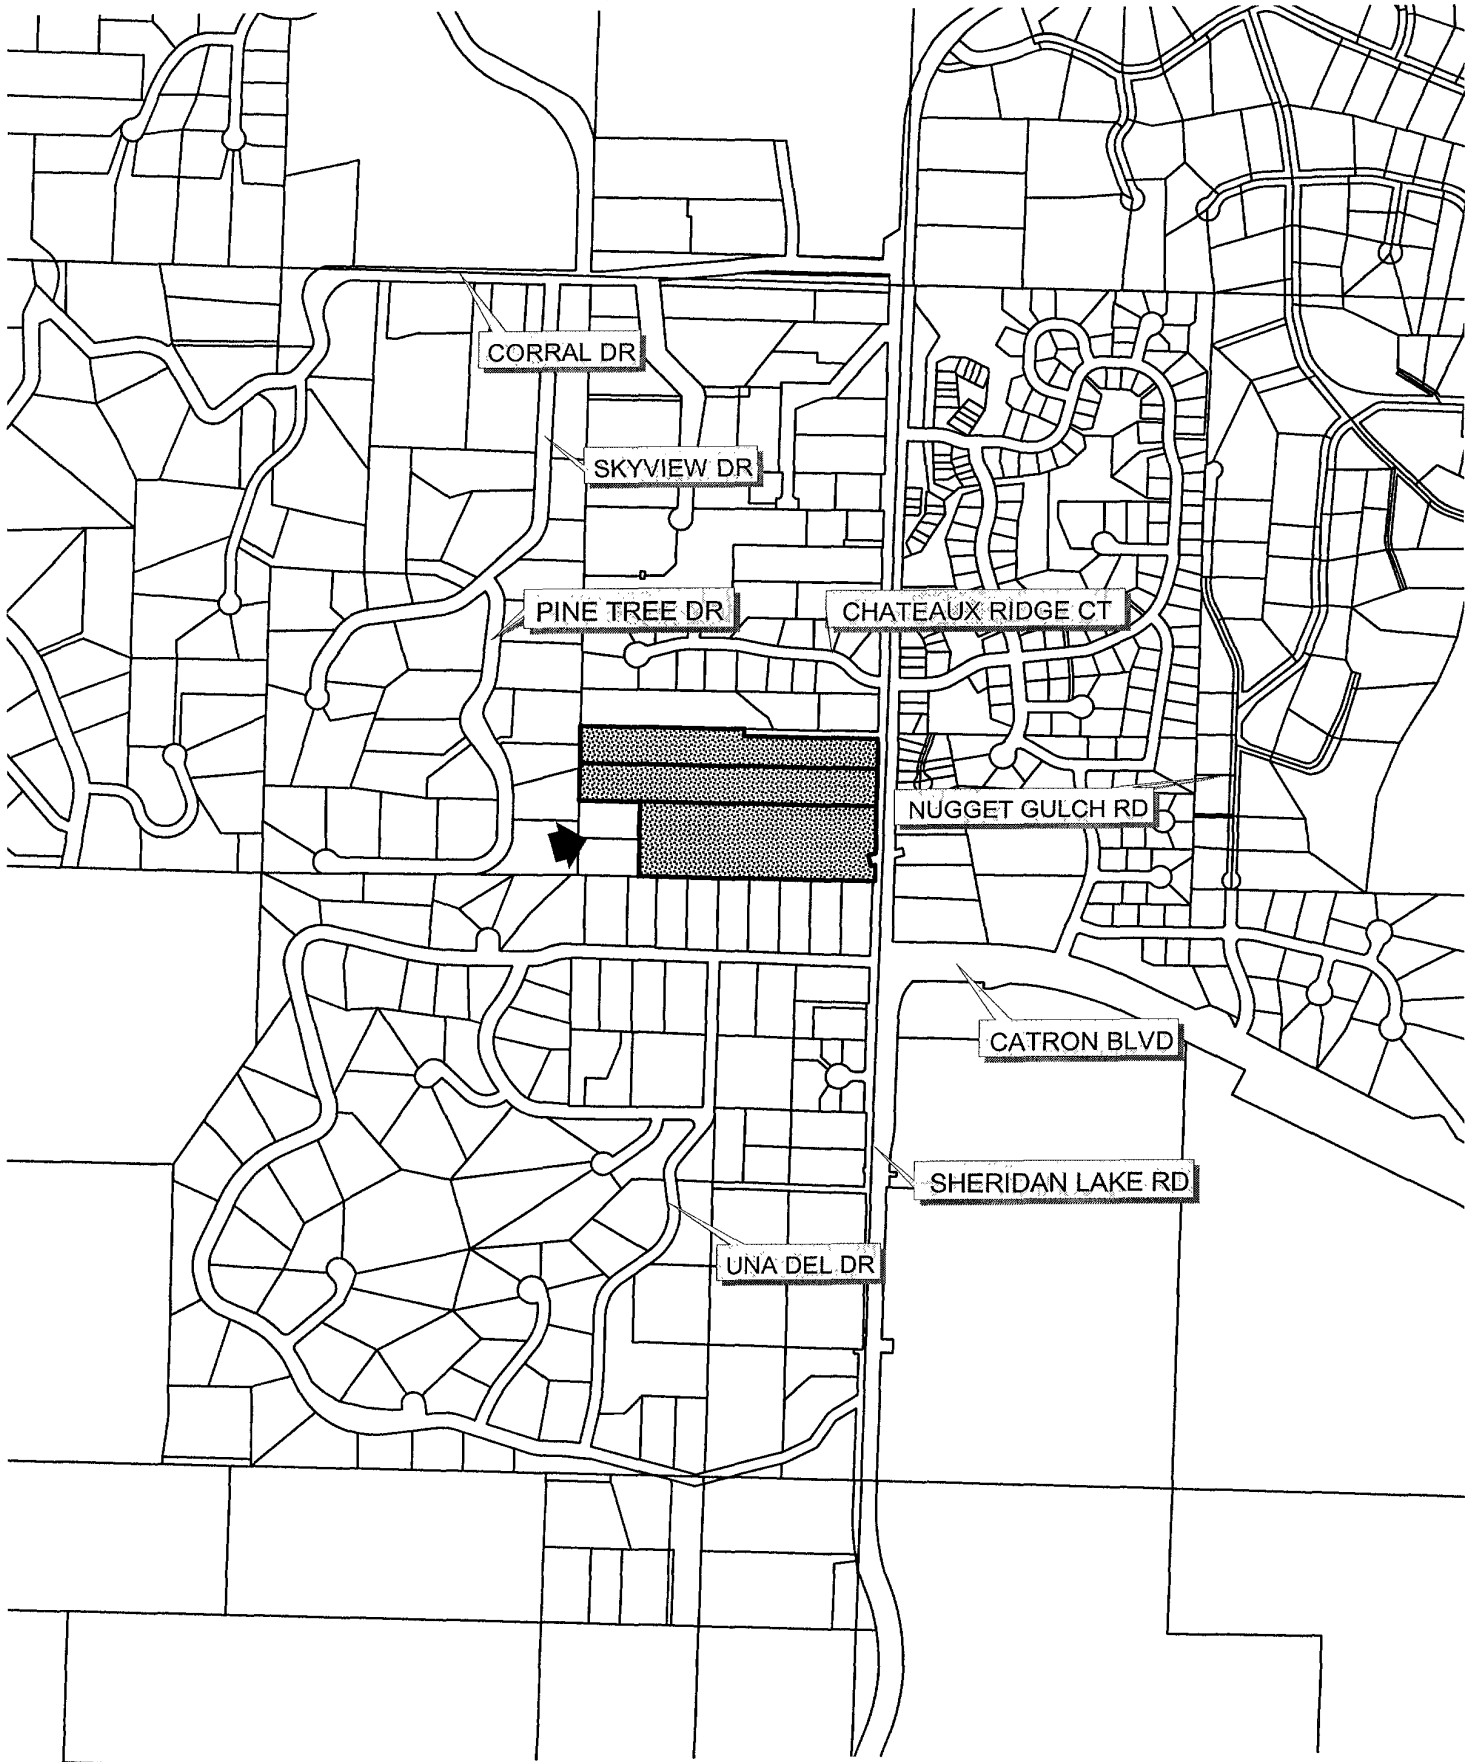 CORRAL DR
SKYVIEW DR
PINE TREE DR
CHATEAUX RIDGE CT
NUGGET GULCH RD
CATRON BLVD
SHERIDAN LAKE RD
UNA DEL DR